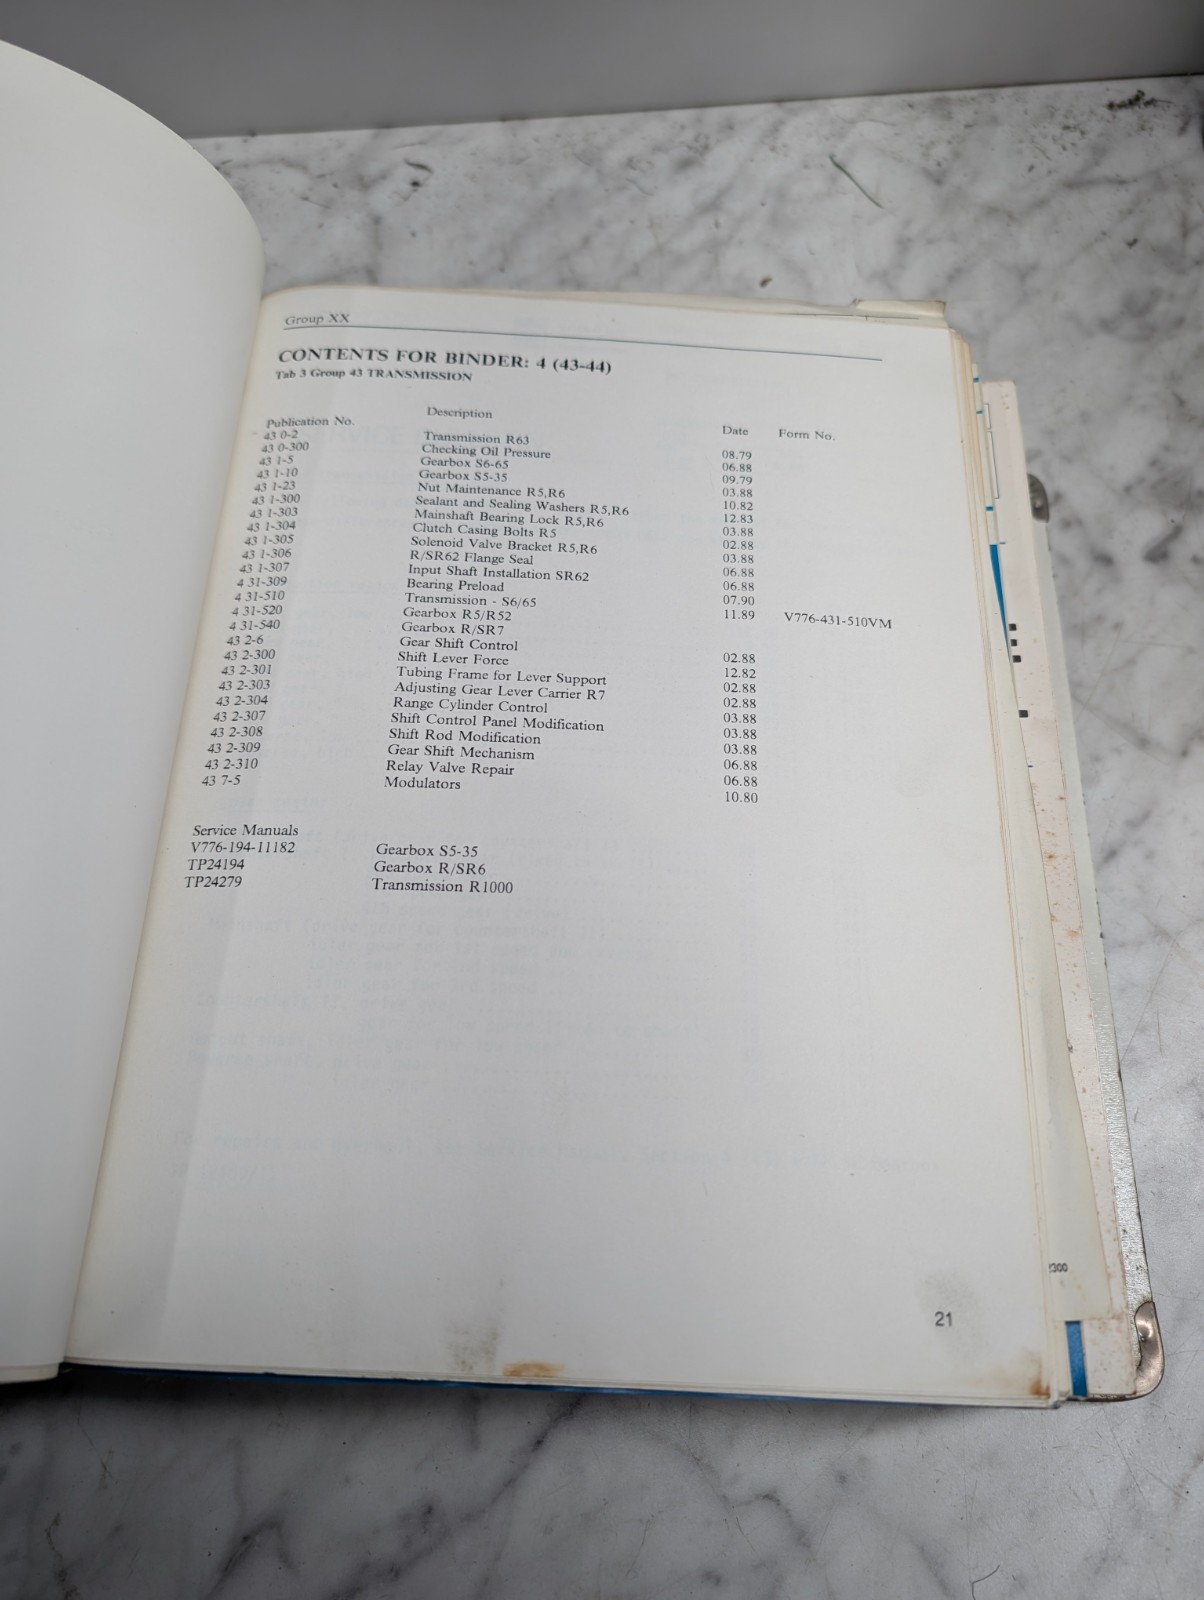 Group XX
CONTENTS FOR BINDER: 4 (43-44)
Tab 3 Group 43 TRANSMISSION
Publication No. Description Date Form No.
43 0-2 Transmission R63 08.79
43 0-300 Checking Oil Pressure 06.88
43 1-5 Gearbox S6-65 09.79
43 1-10 Gearbox S5-35 03.88
43 1-23 Nut Maintenance R5,R6 10.82
43 1-300 Sealant and Sealing Washers R5,R6 12.83
43 1-303 Mainshaft Bearing Lock R5,R6 03.88
43 1-304 Clutch Casing Bolts R5 02.88
43 1-305 Solenoid Valve Bracket R5,R6 03.88
43 1-306 R/SR62 Flange Seal 06.88
43 1-307 Input Shaft Installation SR62 06.88
4 31-309 Bearing Preload 07.90
4 31-510 Transmission - S6/65 11.89 V776-431-510VM
4 31-520 Gearbox R5/R52
4 31-540 Gearbox R/SR7
43 2-6 Gear Shift Control 02.88
43 2-300 Shift Lever Force 12.82
43 2-301 Tubing Frame for Lever Support 02.88
43 2-303 Adjusting Gear Lever Carrier R7 02.88
43 2-304 Range Cylinder Control 03.88
43 2-307 Shift Control Panel Modification 03.88
43 2-308 Shift Rod Modification 03.88
43 2-309 Gear Shift Mechanism 06.88
43 2-310 Relay Valve Repair 06.88
43 7-5 Modulators 10.80
Service Manuals
V776-194-11182 Gearbox S5-35
TP24194 Gearbox R/SR6
TP24279 Transmission R1000
21